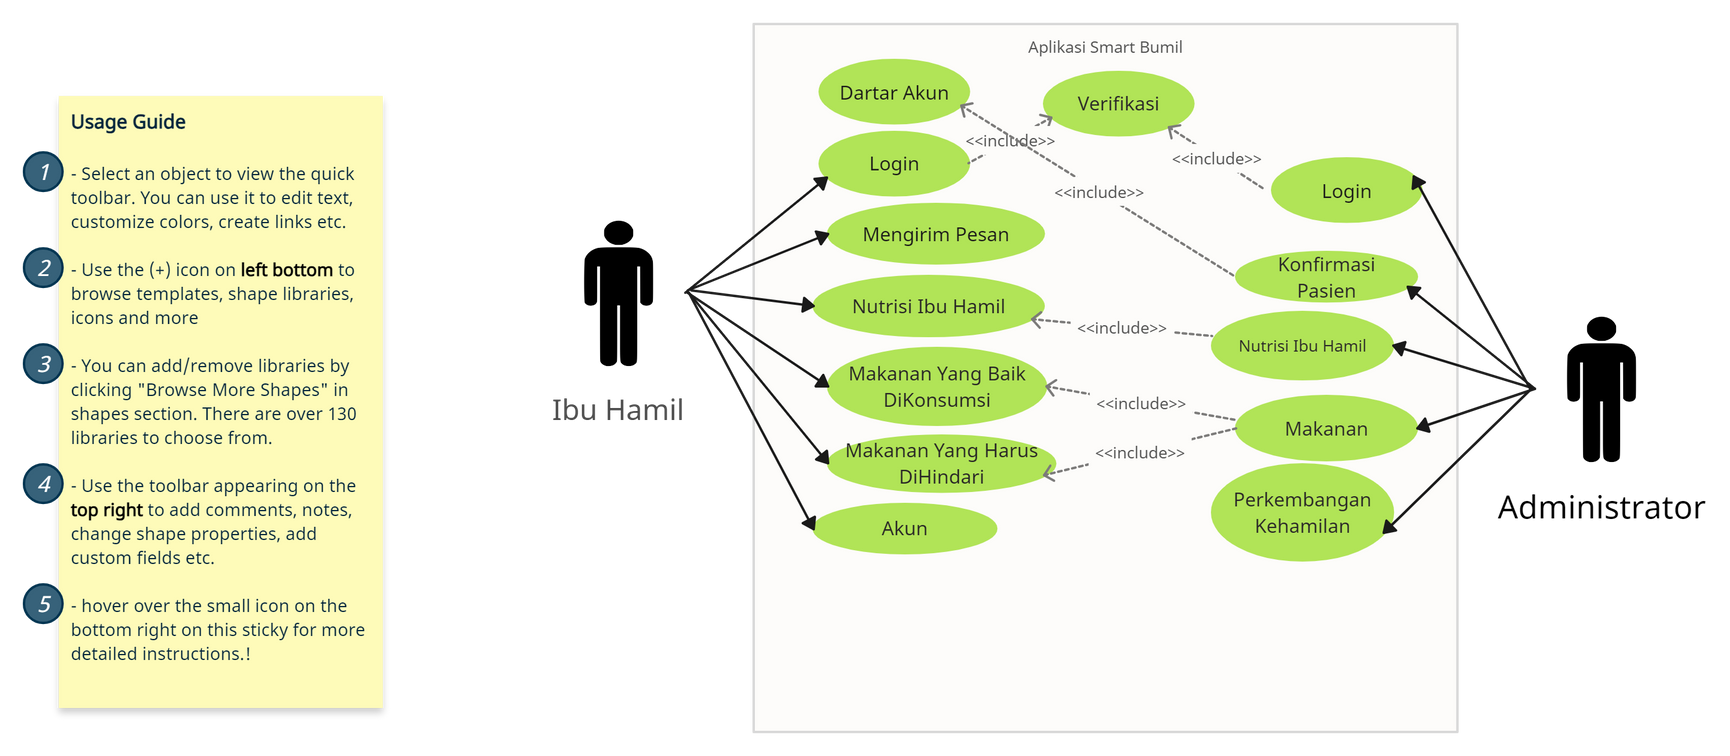 Usage Guide
1
- Select an object to view the quick
toolbar. You can use it to edit text,
customize colors, create links etc.
2
- Use the (+) icon on left bottom to
browse templates, shape libraries,
icons and more
3
- You can add/remove libraries by
clicking "Browse More Shapes" in
shapes section. There are over 130
libraries to choose from.
4
- Use the toolbar appearing on the
top right to add comments, notes,
change shape properties, add
custom fields etc.
5
- hover over the small icon on the
bottom right on this sticky for more
detailed instructions.!
Ibu Hamil
Aplikasi Smart Bumil
Dartar Akun
Verifikasi
<<include>>
Login
<<include>>
Login
<<include>>
Mengirim Pesan
Konfirmasi
Pasien
Nutrisi Ibu Hamil
<<include>>
Nutrisi Ibu Hamil
Makanan Yang Baik
DiKonsumsi
<<include>>
Makanan
Makanan Yang Harus
DiHindari
<<include>>
Perkembangan
Kehamilan
Akun
Administrator